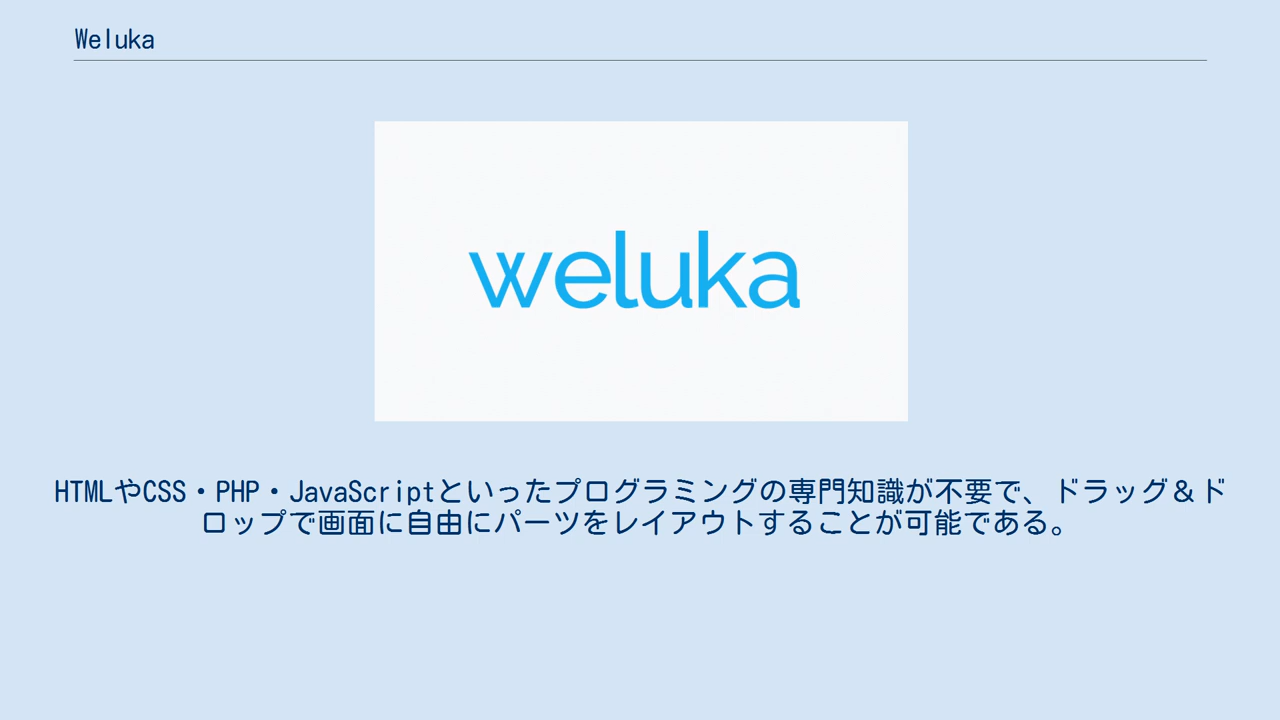 Weluka
weluka
HTMLやCSS・PHP・JavaScriptといったプログラミングの専門知識が不要で、ドラッグ＆ド
ロップで画面に自由にパーツをレイアウトすることが可能である。